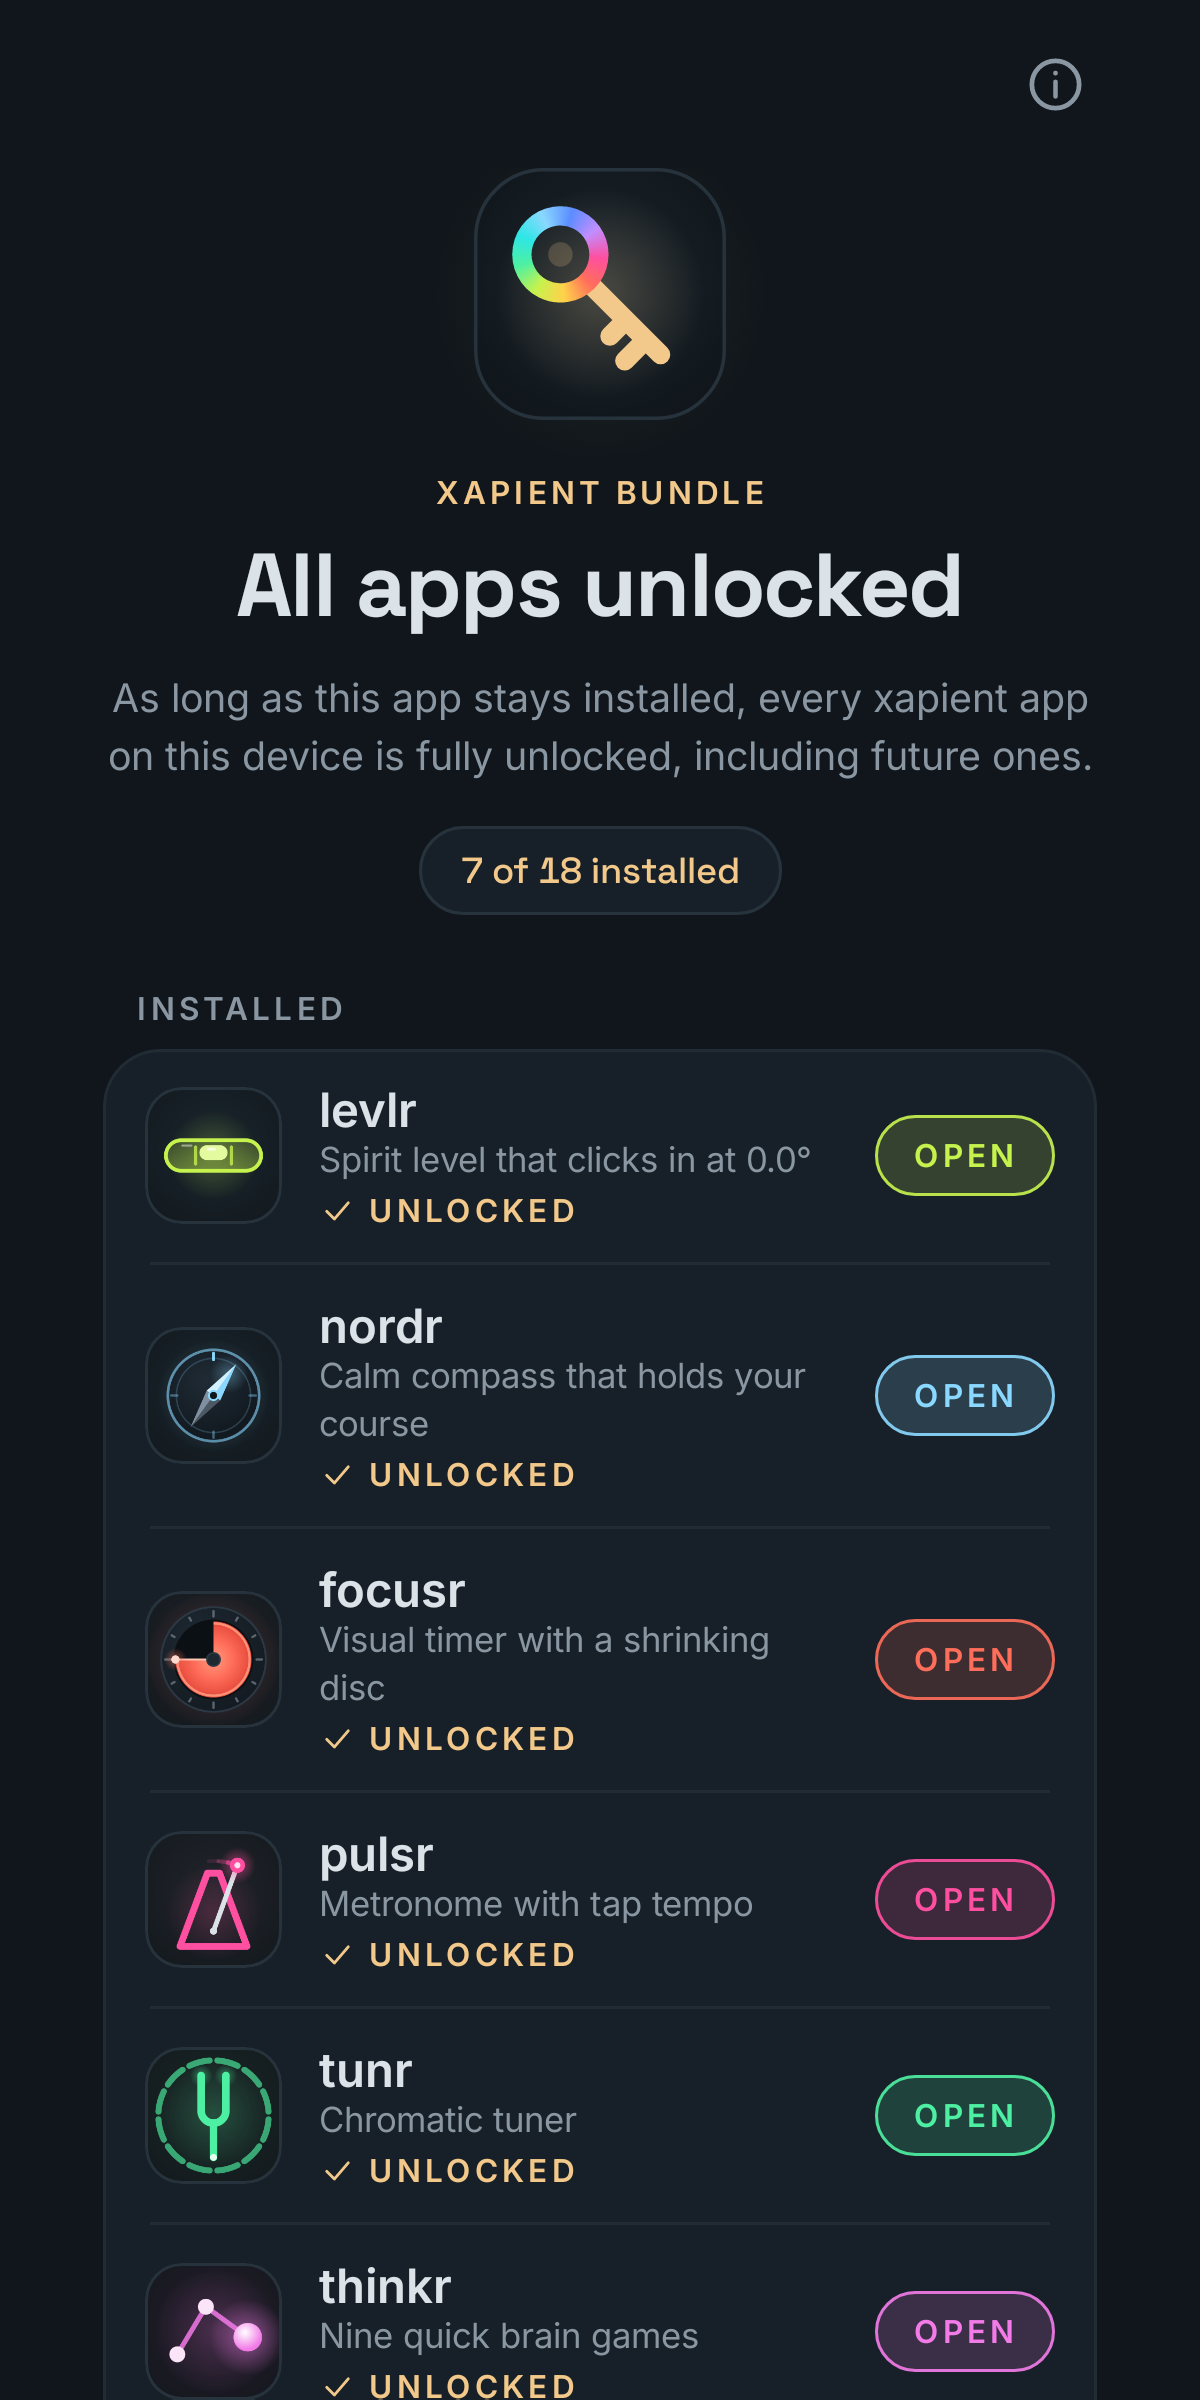 XAPIENT BUNDLE
All apps unlocked
As long as this app stays installed, every xapient app
on this device is fully unlocked, including future ones.
7 of 18 installed
INSTALLED
levlr
Spirit level that clicks in at 0.0°
UNLOCKED
OPEN
nordr
Calm compass that holds your
course
UNLOCKED
OPEN
focusr
Visual timer with a shrinking
disc
UNLOCKED
OPEN
pulsr
Metronome with tap tempo
UNLOCKED
OPEN
tunr
Chromatic tuner
UNLOCKED
OPEN
thinkr
Nine quick brain games
UNLOCKED
OPEN